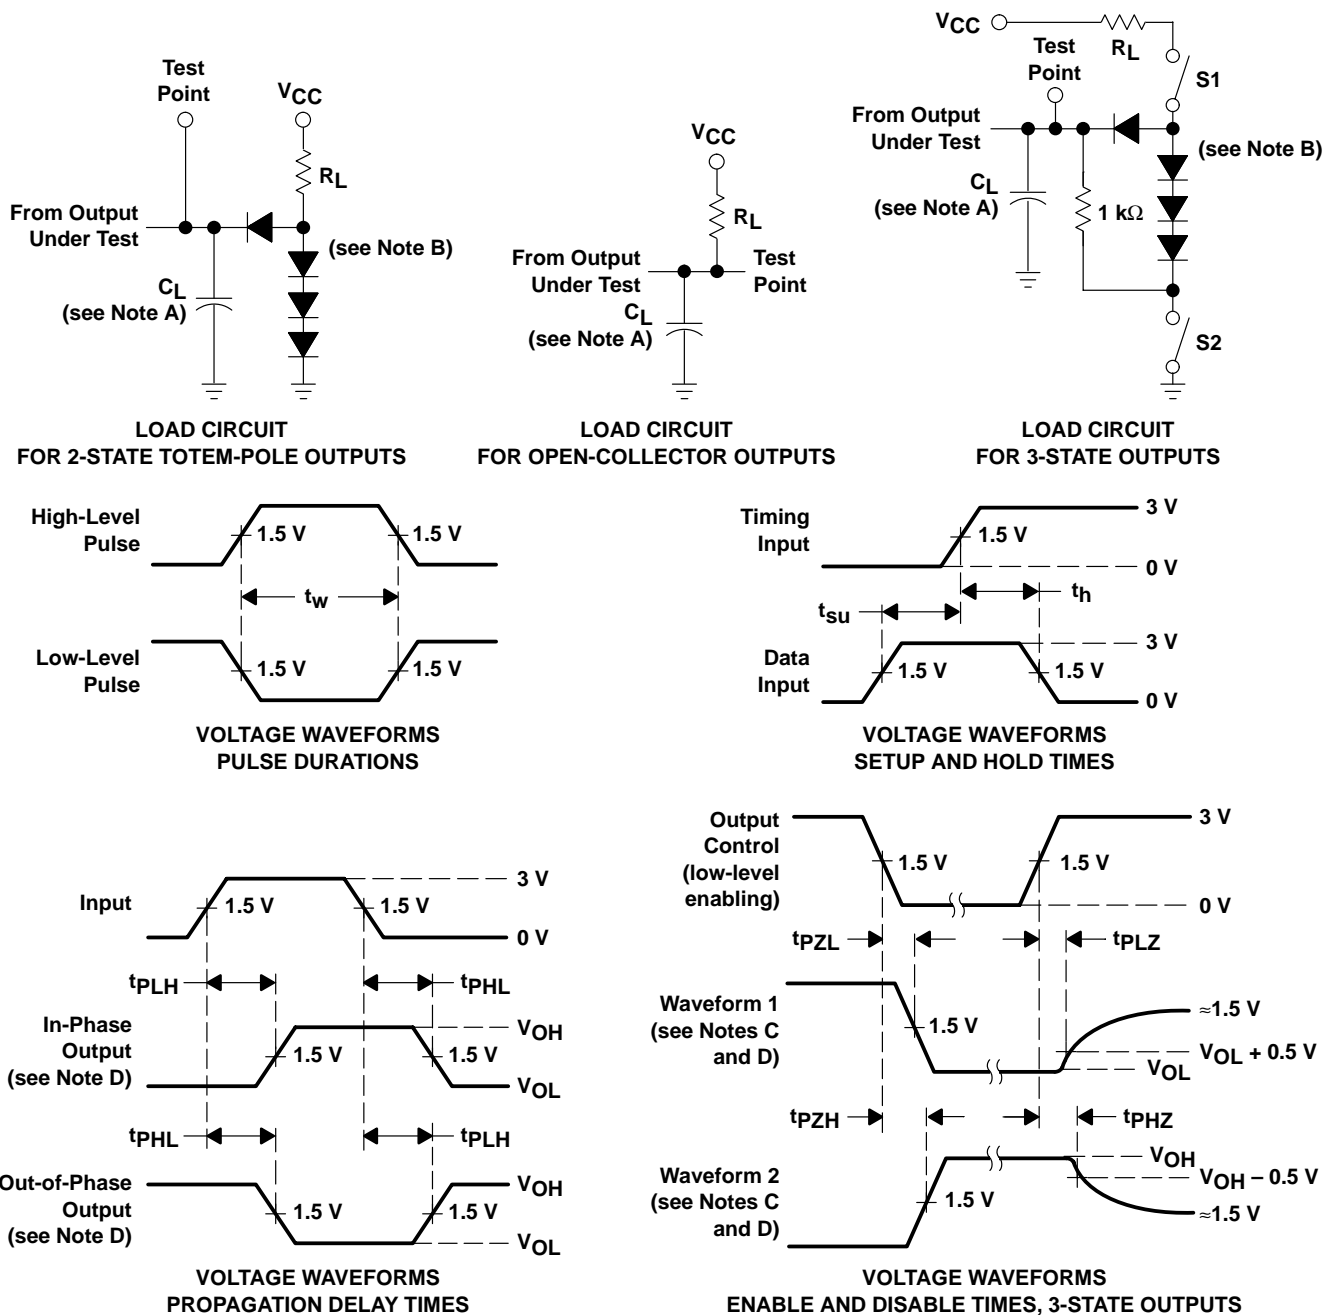 Test
Point
VCC
RL
From Output
Under Test
(see Note B)
CL
(see Note A)
LOAD CIRCUIT
FOR 2-STATE TOTEM-POLE OUTPUTS
VCC
RL
From Output
Under Test
Test
Point
CL
(see Note A)
LOAD CIRCUIT
FOR OPEN-COLLECTOR OUTPUTS
VCC
RL
Test
Point
S1
From Output
Under Test
(see Note B)
CL
(see Note A)
1 kΩ
S2
LOAD CIRCUIT
FOR 3-STATE OUTPUTS
High-Level
Pulse
1.5 V
1.5 V
tw
Low-Level
Pulse
1.5 V
1.5 V
VOLTAGE WAVEFORMS
PULSE DURATIONS
Timing
Input
3 V
1.5 V
0 V
th
tsu
Data
Input
3 V
1.5 V
1.5 V
0 V
VOLTAGE WAVEFORMS
SETUP AND HOLD TIMES
Input
3 V
1.5 V
1.5 V
0 V
tPLH
tPHL
In-Phase
Output
(see Note D)
VOH
1.5 V
1.5 V
VOL
tPHL
tPLH
Out-of-Phase
Output
(see Note D)
VOH
1.5 V
1.5 V
VOL
VOLTAGE WAVEFORMS
PROPAGATION DELAY TIMES
Output
Control
(low-level
enabling)
3 V
1.5 V
1.5 V
0 V
tPZL
tPLZ
Waveform 1
(see Notes C
and D)
1.5 V
≈1.5 V
VOL + 0.5 V
VOL
tPZH
tPHZ
Waveform 2
(see Notes C
and D)
1.5 V
VOH
VOH – 0.5 V
≈1.5 V
VOLTAGE WAVEFORMS
ENABLE AND DISABLE TIMES, 3-STATE OUTPUTS